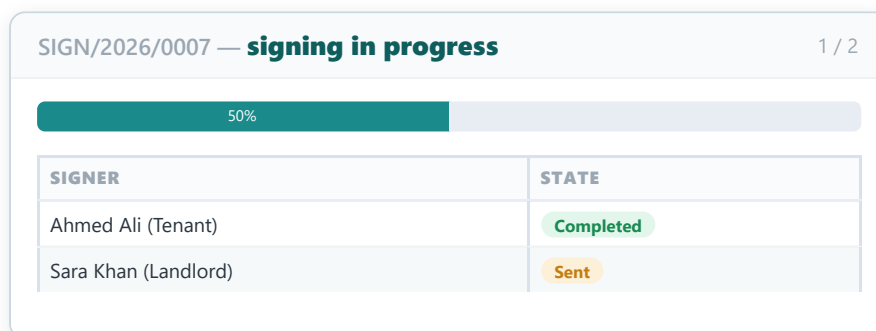 SIGN/2026/0007 — signing in progress 1 / 2
50%
SIGNER STATE
Ahmed Ali (Tenant) Completed
Sara Khan (Landlord) Sent